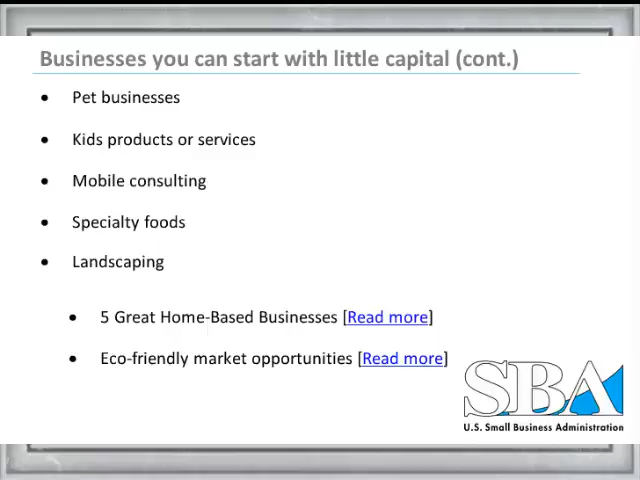 Businesses you can start with little capital (cont.)
• Pet businesses
• Kids products or services
• Mobile consulting
• Specialty foods
• Landscaping
• 5 Great Home-Based Businesses [Read more]
• Eco-friendly market opportunities [Read more]
SBA
U.S. Small Business Administration